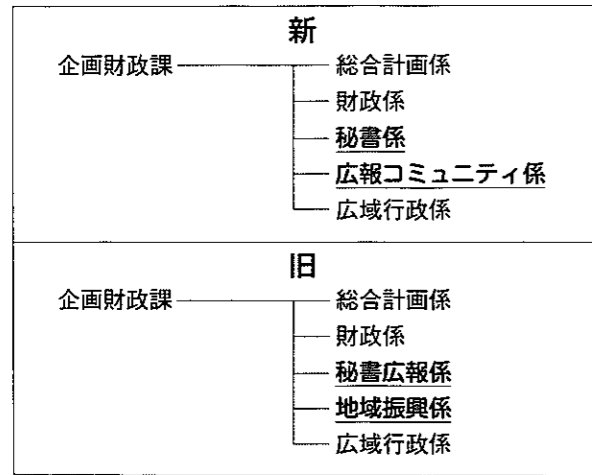 新
企画財政課 総合計画係
財政係
秘書係
広報コミュニティ係
広域行政係
旧
企画財政課 総合計画係
財政係
秘書広報係
地域振興係
広域行政係